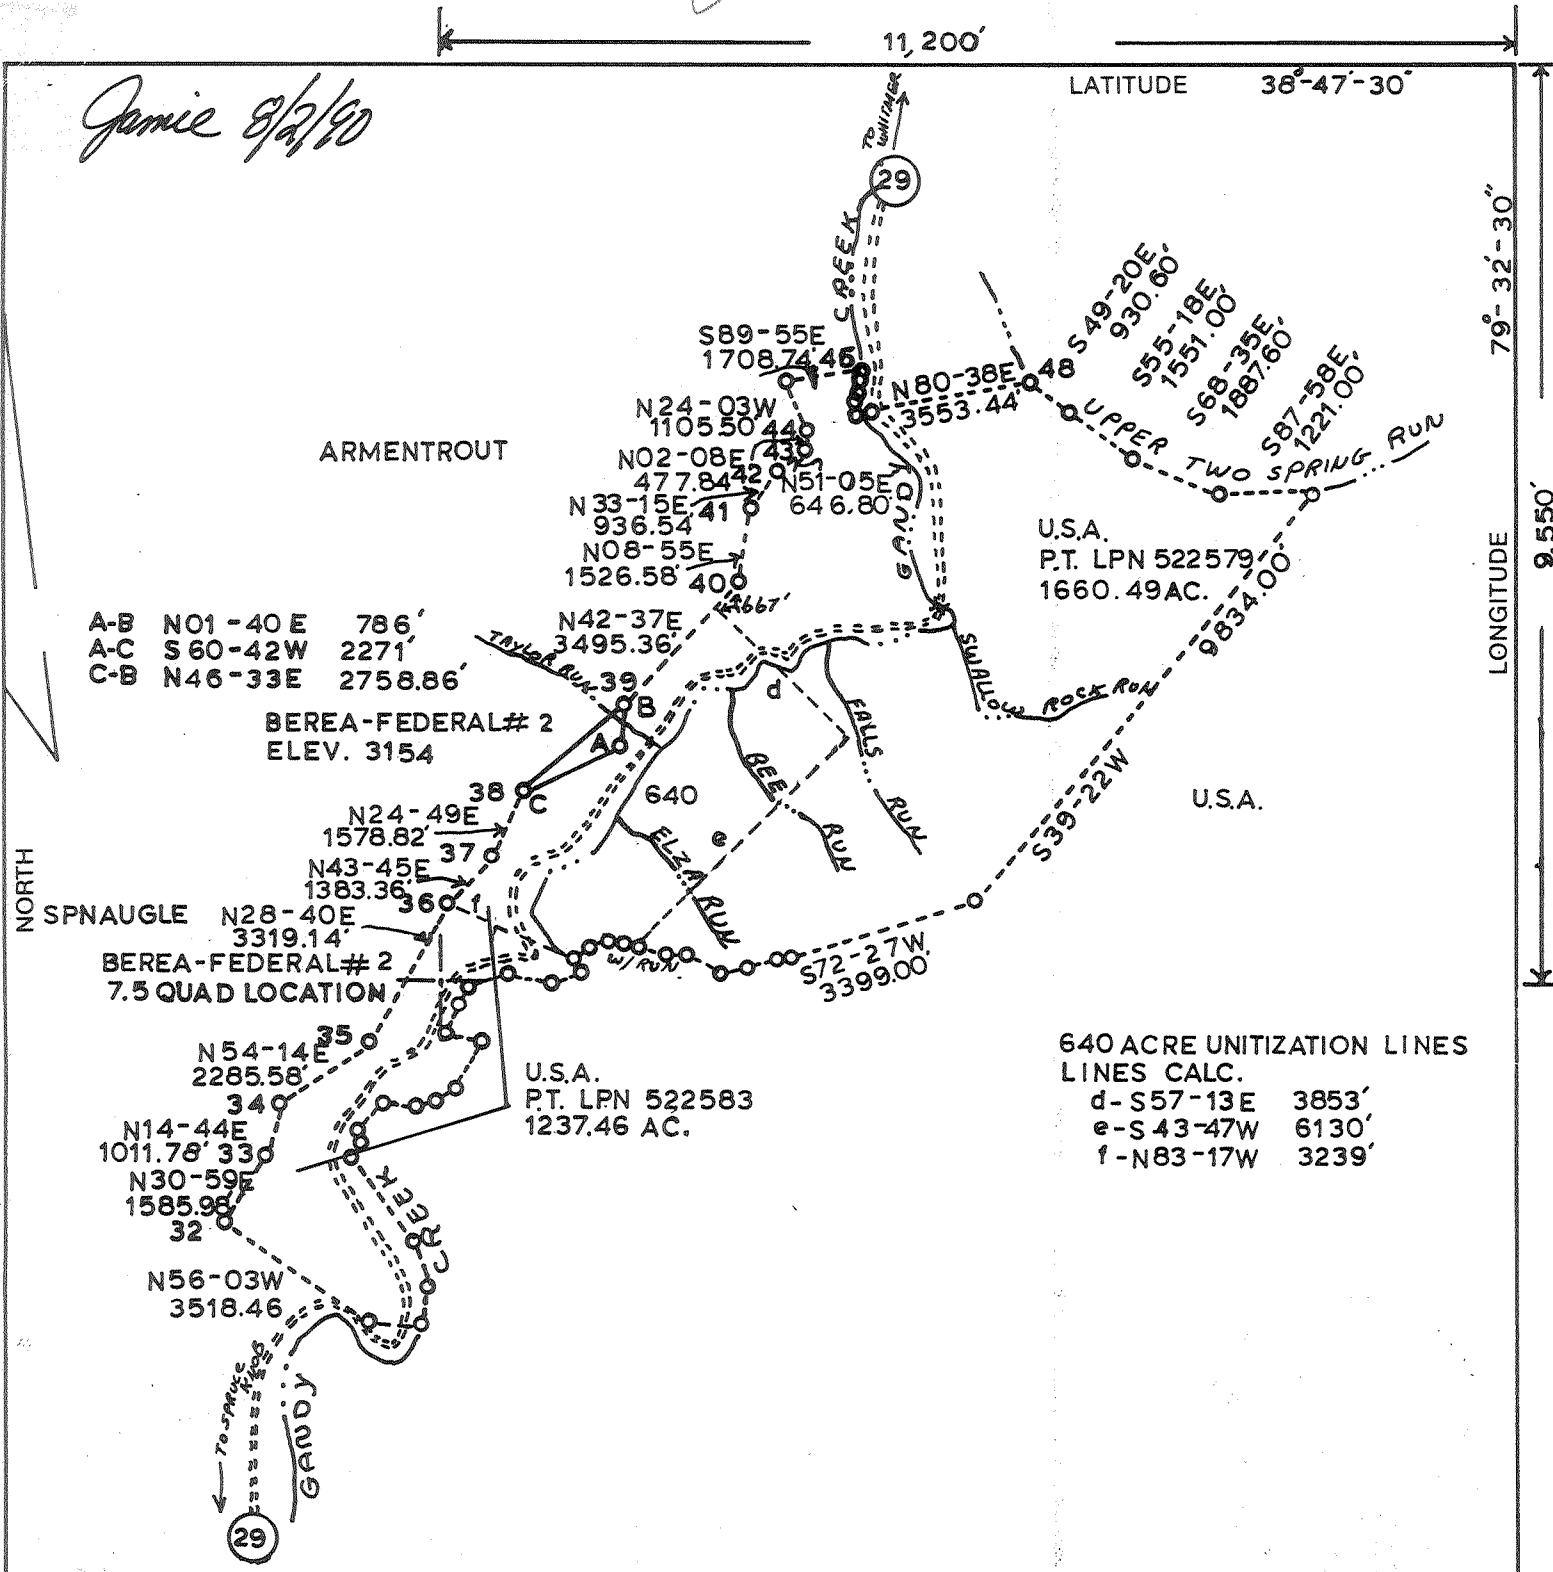 11,200'
LATITUDE 38°-47'-30"
Jamie 8/2/90
TO WHITMER
29
CREEK
79°-32'-30"
LONGITUDE
9,550'
S49-20E,
930.60'
S55-18E,
1551.00'
S68-35E,
1887.60'
S87-58E,
1221.00'
S89-55E
1708.74'
45
N80-38E
3553.44'
48
UPPER TWO SPRING RUN
N24-03W
1105.50'
44
ARMENTROUT
N02-08E
477.84'
43
42
N51-05E
646.80'
N33-15E
936.54'
41
N08-55E
1526.58'
40
GANDY
U.S.A.
P.T. LPN 522579
1660.49 AC.
9834.00'
667'
A-B N01-40E 786'
A-C S60-42W 2271'
C-B N46-33E 2758.86'
N42-37E
3495.36'
TAYLOR RUN
39
B
d
SWALLOW ROCK RUN
BEREA-FEDERAL# 2
ELEV. 3154
A
FALLS RUN
BEE RUN
38
C
640
U.S.A.
N24-49E
1578.82'
37
ELZA RUN
e
S39-22W
N43-45E
1383.36'
36
f
NORTH
SPNAUGLE
N28-40E
3319.14'
BEREA-FEDERAL# 2
7.5 QUAD LOCATION
W/RUN
S72-27W
3399.00'
35
N54-14E
2285.58'
34
640 ACRE UNITIZATION LINES
LINES CALC.
d-S57-13E 3853'
e-S43-47W 6130'
f-N83-17W 3239'
U.S.A.
P.T. LPN 522583
1237.46 AC.
N14-44E
1011.78'
33
N30-59E
1585.98
32
CREEK
N56-03W
3518.46
TO SPRUCE KNOB
GANDY
29